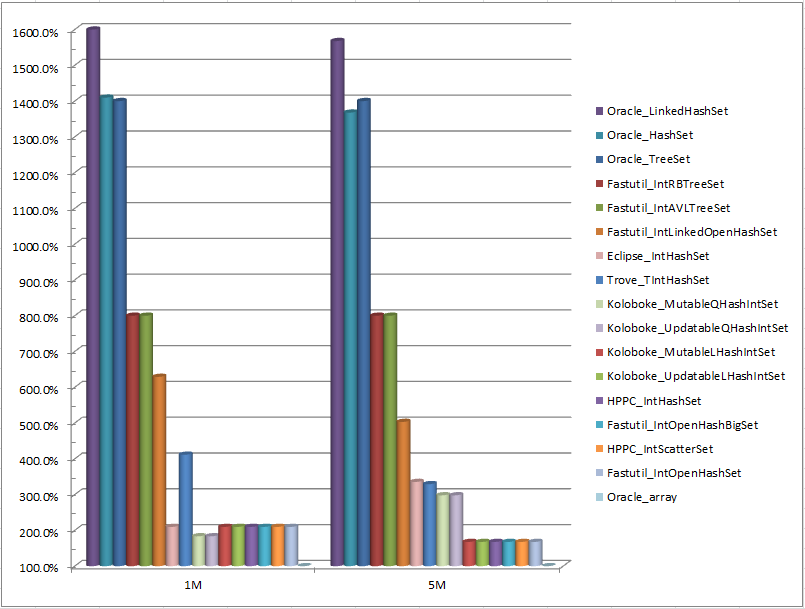 1600.0%
1500.0%
1400.0%
1300.0%
1200.0%
1100.0%
1000.0%
900.0%
800.0%
700.0%
600.0%
500.0%
400.0%
300.0%
200.0%
100.0%
1M
5M
Oracle_LinkedHashSet
Oracle_HashSet
Oracle_TreeSet
Fastutil_IntRBTreeSet
Fastutil_IntAVLTreeSet
Fastutil_IntLinkedOpenHashSet
Eclipse_IntHashSet
Trove_TIntHashSet
Koloboke_MutableQHashIntSet
Koloboke_UpdatableQHashIntSet
Koloboke_MutableLHashIntSet
Koloboke_UpdatableLHashIntSet
HPPC_IntHashSet
Fastutil_IntOpenHashBigSet
HPPC_IntScatterSet
Fastutil_IntOpenHashSet
Oracle_array